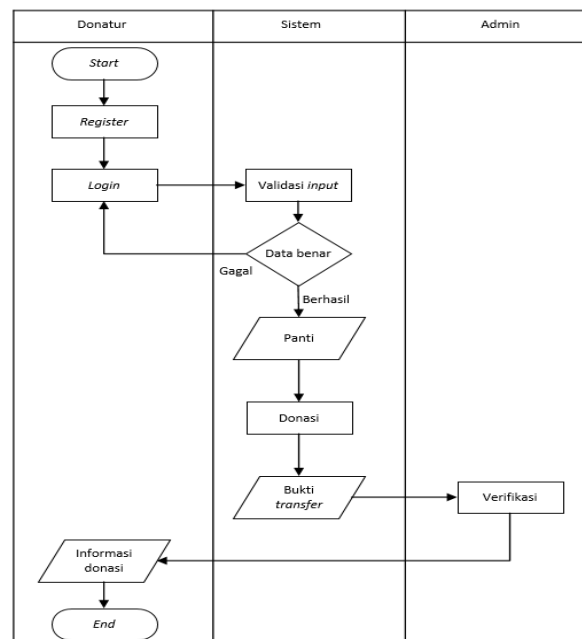 Donatur
Sistem
Admin
Start
Register
Login
Validasi input
Data benar
Gagal
Berhasil
Panti
Donasi
Bukti
transfer
Verifikasi
Informasi
donasi
End